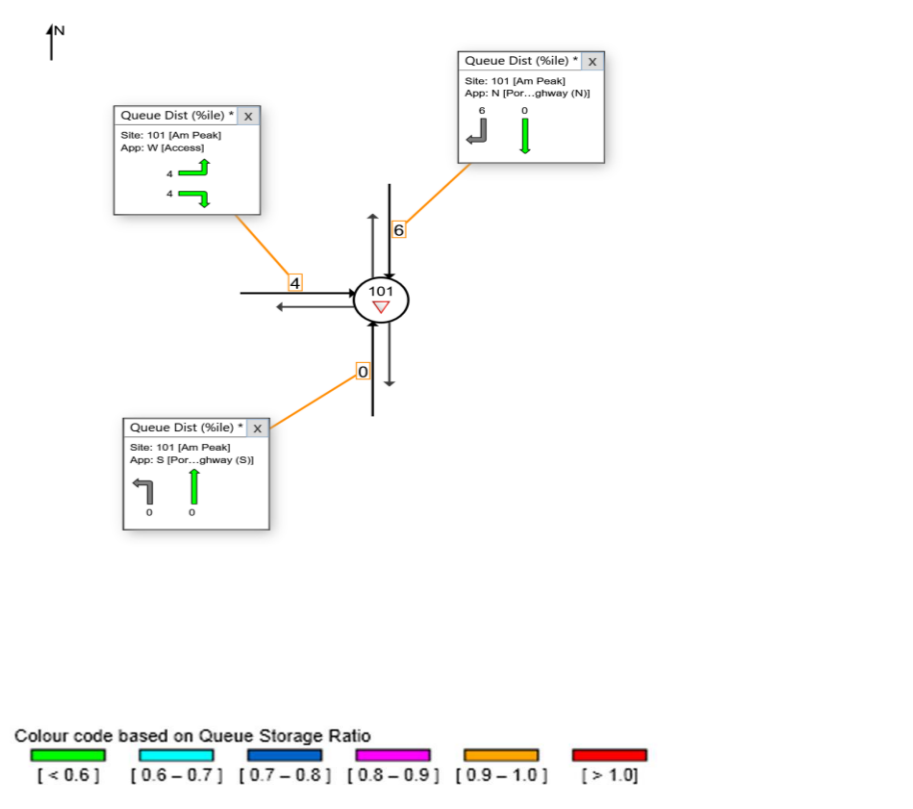 N
Queue Dist (%ile) * x
Site: 101 [Am Peak]
App: N [Por...ghway (N)]
6 0
Queue Dist (%ile) * x
Site: 101 [Am Peak]
App: W [Access]
4
4
6
4
101
0
Queue Dist (%ile) * x
Site: 101 [Am Peak]
App: S [Por...ghway (S)]
0 0
Colour code based on Queue Storage Ratio
[ < 0.6 ] [ 0.6 – 0.7 ] [ 0.7 – 0.8 ] [ 0.8 – 0.9 ] [ 0.9 – 1.0 ] [ > 1.0]